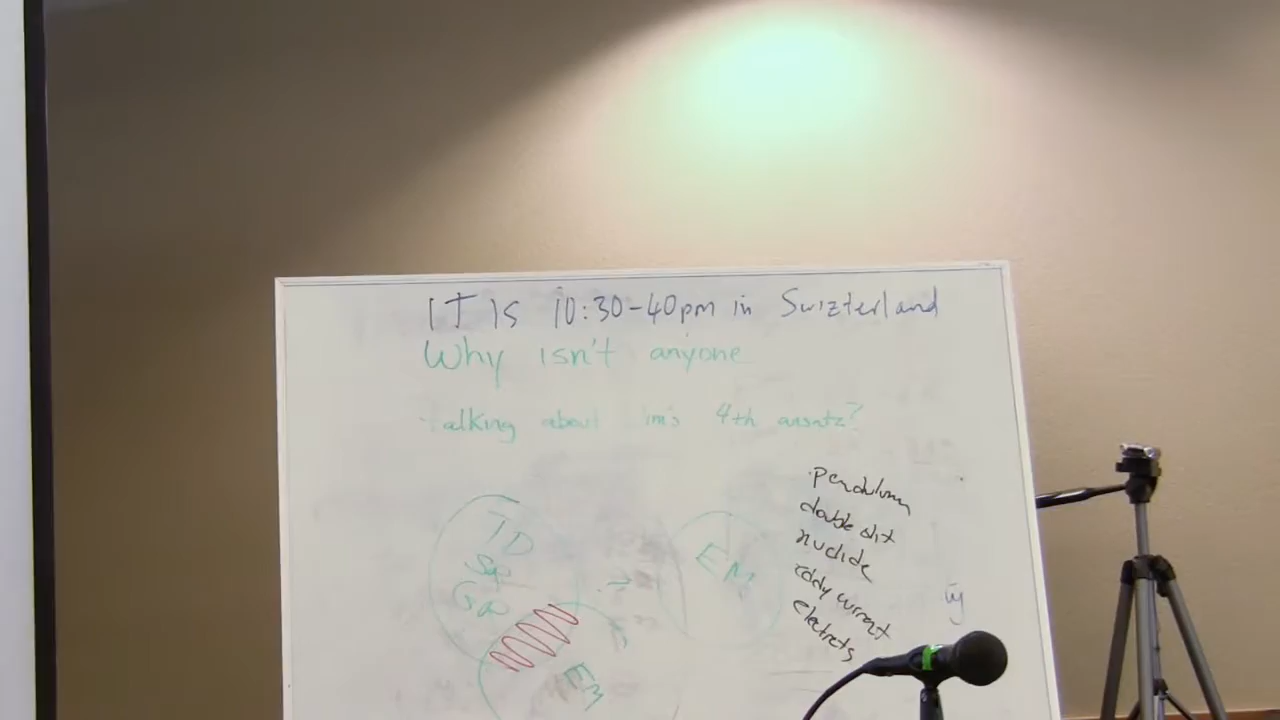 IT IS 10:30-40pm in Swizterland
Why isn't anyone
talking about 4th ansatz?
TD
EM
EM
pendulum
double slit
nuclide
eddy current
electrets